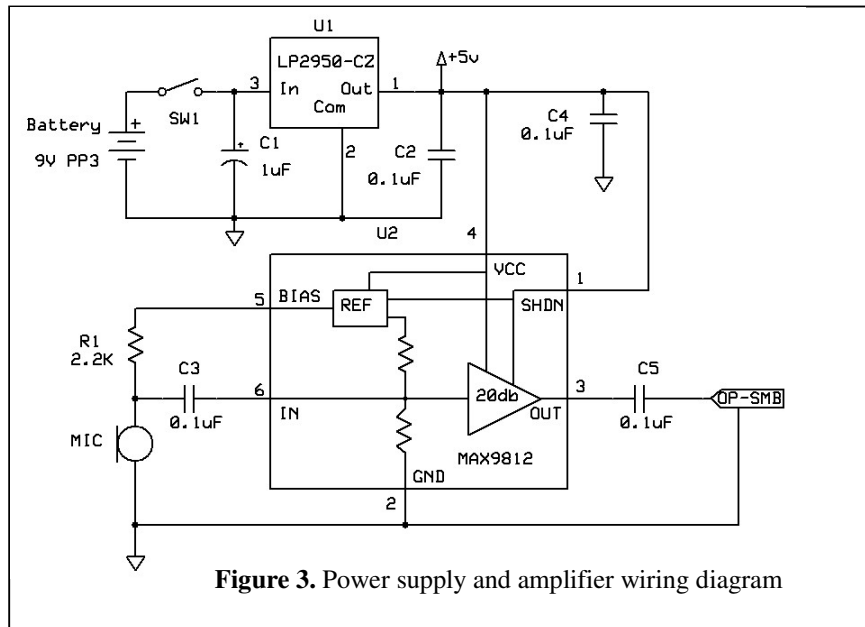 U1
LP2950-CZ
+5v
3
In
Out
1
Com
2
SW1
Battery
+
9V PP3
+
C1
1uF
C2
0.1uF
C4
0.1uF
U2
4
VCC
1
SHDN
5
BIAS
REF
R1
2.2K
C3
6
IN
0.1uF
20db
OUT
3
C5
0.1uF
OP-SMB
MIC
MAX9812
GND
2
Figure 3. Power supply and amplifier wiring diagram